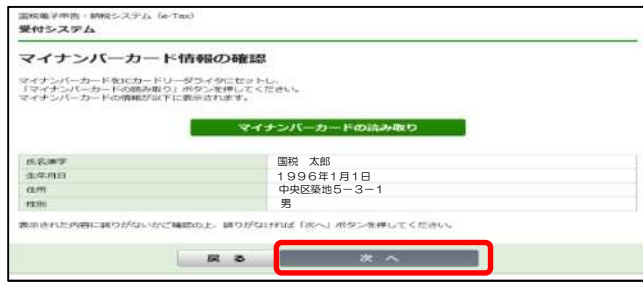 国税電子申告・納税システム (e-Tax)
受付システム
マイナンバーカード情報の確認
マイナンバーカードをICカードリーダライタにセットし、
「マイナンバーカードの読み取り」ボタンを押してください。
マイナンバーカードの情報が以下に表示されます。
マイナンバーカードの読み取り
氏名漢字 国税 太郎
生年月日 1996年1月1日
住所 中央区築地5－3－1
性別 男
表示された内容に誤りがないかご確認の上、誤りがなければ「次へ」ボタンを押してください。
戻 る 次 へ